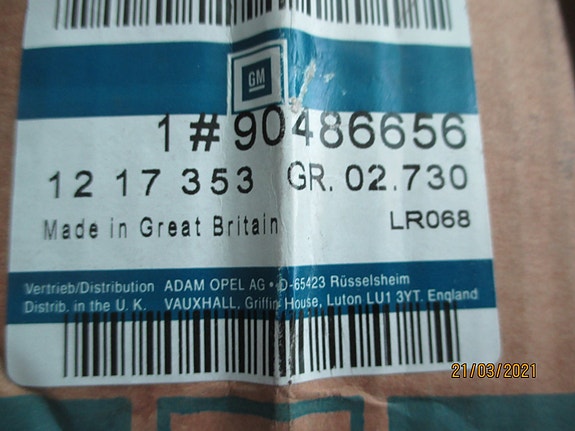 GM
1#90486656
12 17 353 GR. 02.730
Made in Great Britain LR068
Vertrieb/Distribution ADAM OPEL AG • D-65423 Rüsselsheim
Distrib. in the U. K. VAUXHALL, Griffin House, Luton LU1 3YT. England
21/03/2021